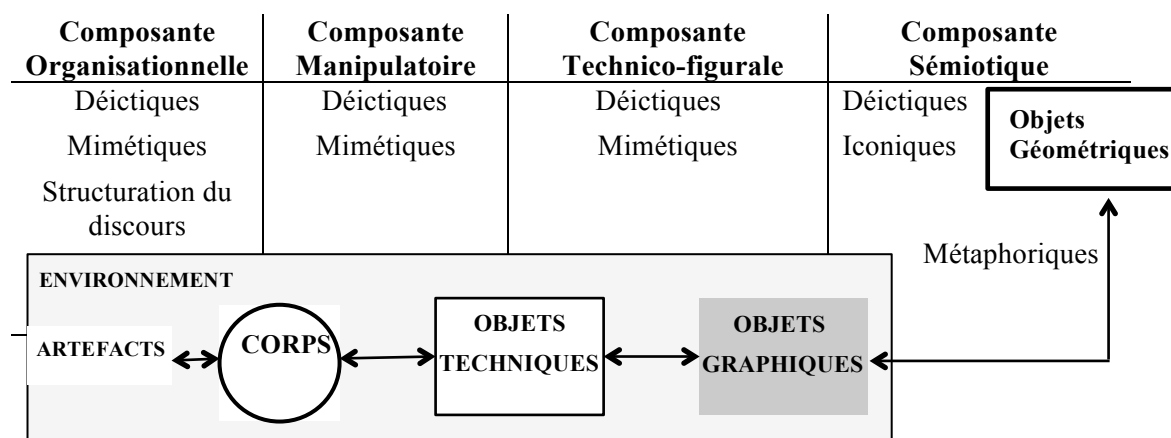 Composante
Organisationnelle
Composante
Manipulatoire
Composante
Technico-figurale
Composante
Sémiotique
Déictiques
Déictiques
Déictiques
Déictiques
Mimétiques
Mimétiques
Mimétiques
Iconiques
Objets
Géométriques
Structuration du
discours
Métaphoriques
ENVIRONNEMENT
ARTEFACTS
CORPS
OBJETS
TECHNIQUES
OBJETS
GRAPHIQUES